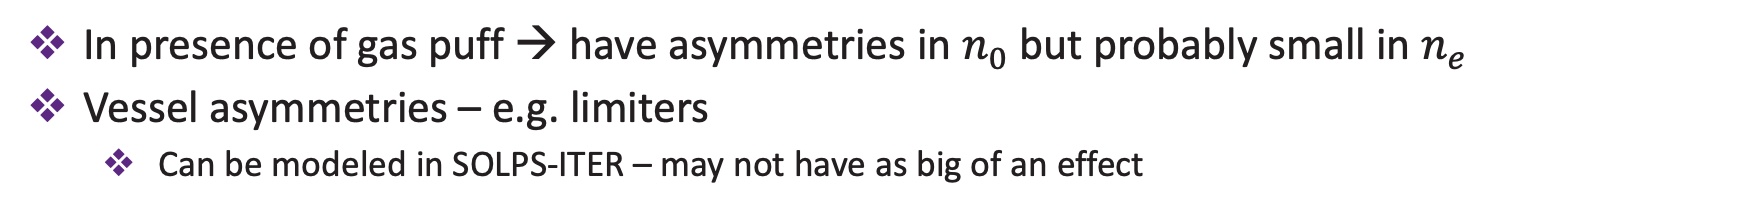 ❖ In presence of gas puff → have asymmetries in n₀ but probably small in nₑ
❖ Vessel asymmetries – e.g. limiters
❖ Can be modeled in SOLPS-ITER – may not have as big of an effect